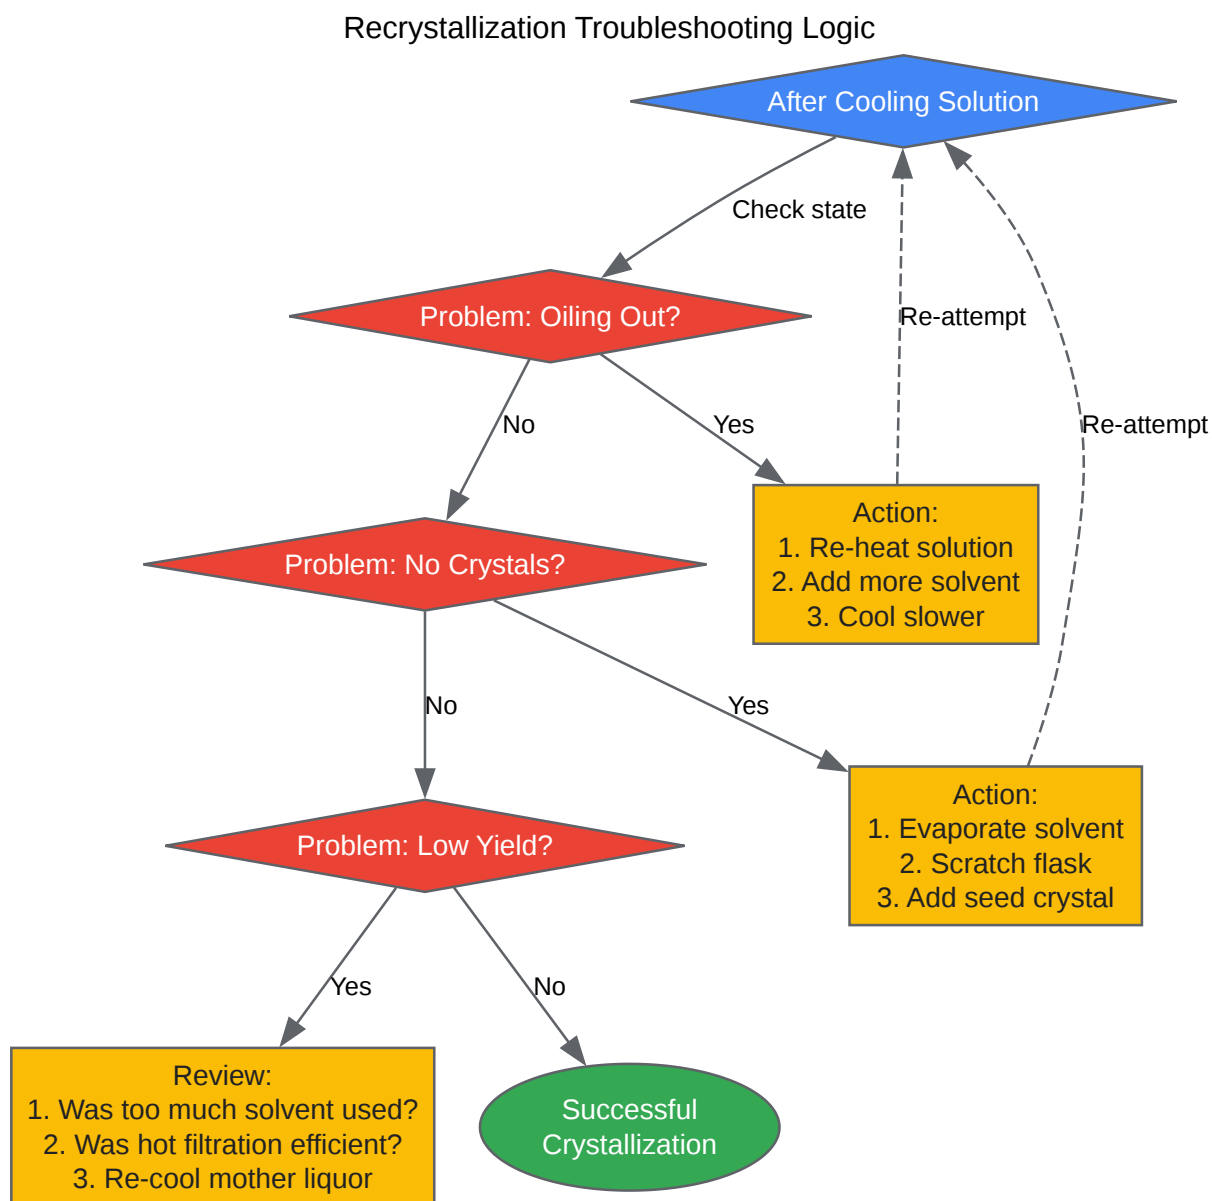 Recrystallization Troubleshooting Logic
After Cooling Solution
Check state
Problem: Oiling Out?
Re-attempt
No
Yes
Re-attempt
Action:
1. Re-heat solution
2. Add more solvent
3. Cool slower
Problem: No Crystals?
No
Yes
Action:
1. Evaporate solvent
2. Scratch flask
3. Add seed crystal
Problem: Low Yield?
Yes
No
Review:
1. Was too much solvent used?
2. Was hot filtration efficient?
3. Re-cool mother liquor
Successful
Crystallization